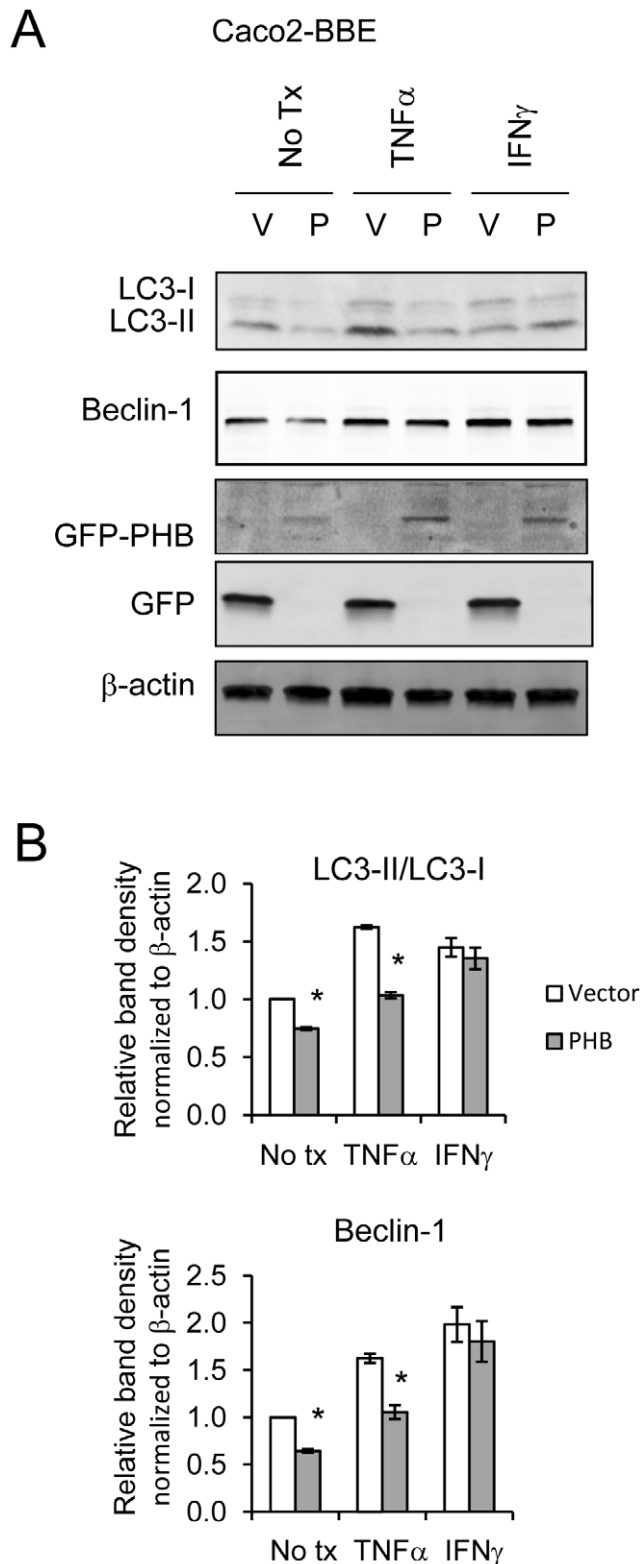 A
Caco2-BBE
No Tx
TNFα
IFNγ
V P V P V P
LC3-I
LC3-II
Beclin-1
GFP-PHB
GFP
β-actin
B
LC3-II/LC3-I
Relative band density
normalized to β-actin
2.0
1.5
1.0
0.5
0.0
*
*
No tx TNFα IFNγ
Vector
PHB
Beclin-1
Relative band density
normalized to β-actin
2.5
2.0
1.5
1.0
0.5
0.0
*
*
No tx TNFα IFNγ